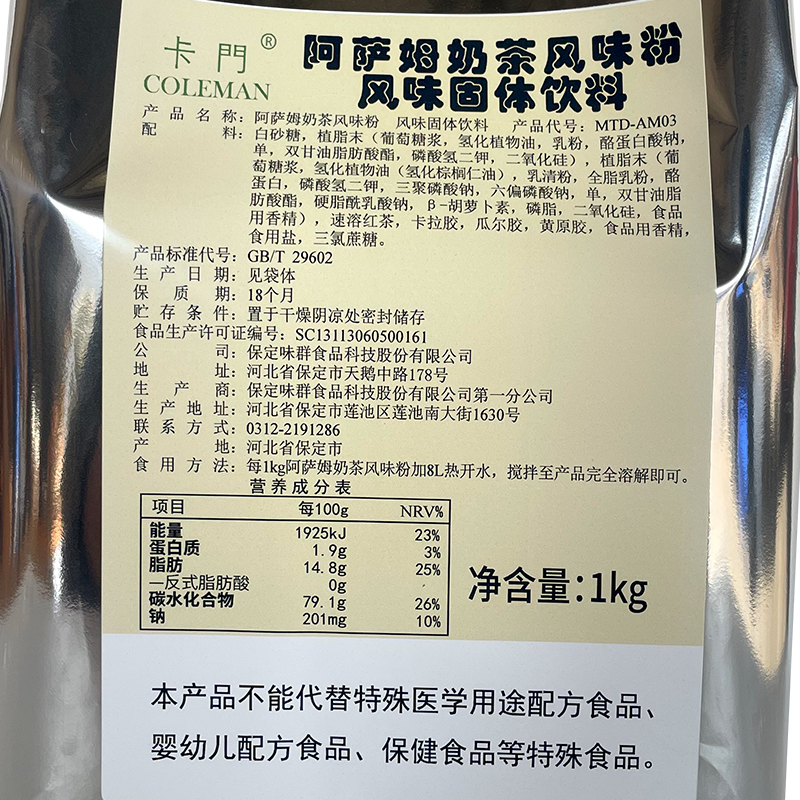 卡門®
COLEMAN
阿萨姆奶茶风味粉
风味固体饮料
产品名称：阿萨姆奶茶风味粉 风味固体饮料 产品代号：MTD-AM03
配料：白砂糖，植脂末（葡萄糖浆，氢化植物油，乳粉，酪蛋白酸钠，
单，双甘油脂肪酸酯，磷酸氢二钾，二氧化硅），植脂末（葡
萄糖浆，氢化植物油（氢化棕榈仁油），乳清粉，全脂乳粉，酪
蛋白，磷酸氢二钾，三聚磷酸钠，六偏磷酸钠，单，双甘油脂
肪酸酯，硬脂酰乳酸钠，β-胡萝卜素，磷脂，二氧化硅，食品
用香精），速溶红茶，卡拉胶，瓜尔胶，黄原胶，食品用香精，
食用盐，三氯蔗糖。
产品标准代号：GB/T 29602
生产日期：见袋体
保质期：18个月
贮存条件：置于干燥阴凉处密封储存
食品生产许可证编号：SC13113060500161
公司：保定味群食品科技股份有限公司
地址：河北省保定市天鹅中路178号
生产商：保定味群食品科技股份有限公司第一分公司
生产地址：河北省保定市莲池区莲池南大街1630号
联系方式：0312-2191286
产地：河北省保定市
食用方法：每1kg阿萨姆奶茶风味粉加8L热开水，搅拌至产品完全溶解即可。
营养成分表
项目 每100g NRV%
能量 1925kJ 23%
蛋白质 1.9g 3%
脂肪 14.8g 25%
—反式脂肪酸 0g
碳水化合物 79.1g 26%
钠 201mg 10%
净含量：1kg
本产品不能代替特殊医学用途配方食品、
婴幼儿配方食品、保健食品等特殊食品。